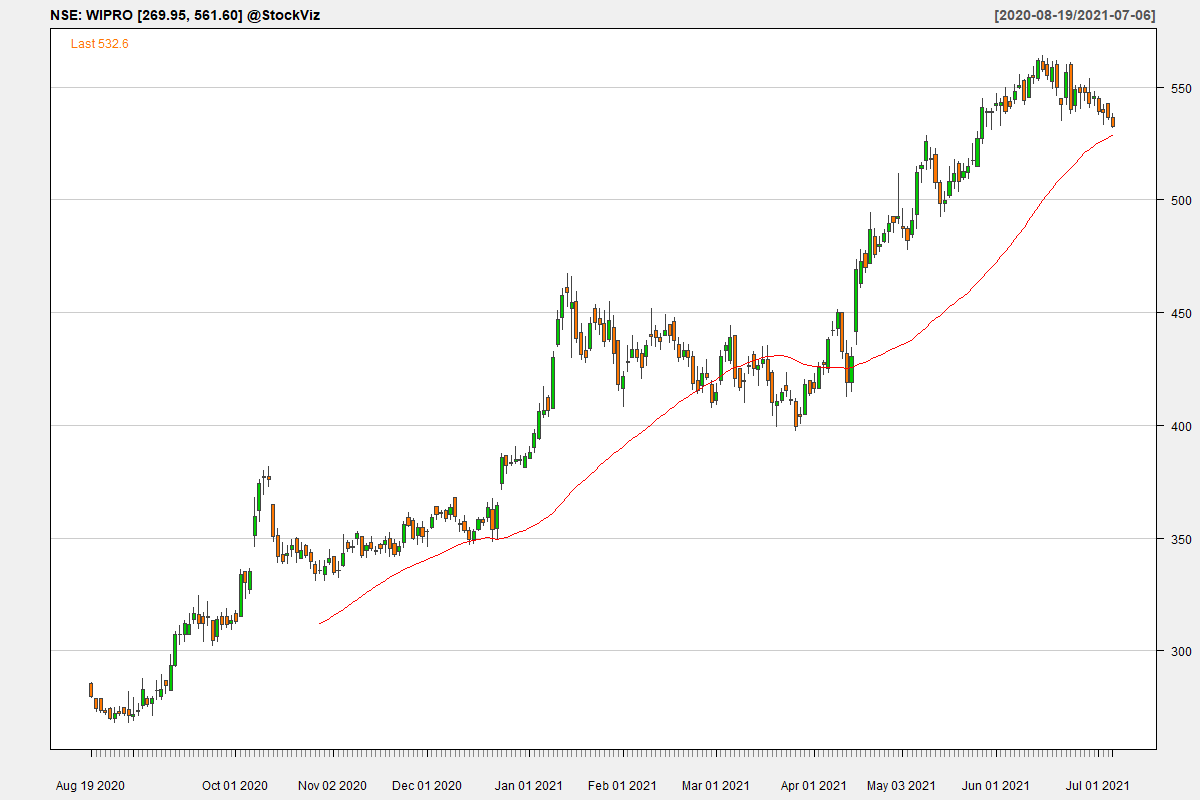 NSE: WIPRO [269.95, 561.60] @StockViz [2020-08-19/2021-07-06]
Last 532.6
550
500
450
400
350
300
Aug 19 2020 Oct 01 2020 Nov 02 2020 Dec 01 2020 Jan 01 2021 Feb 01 2021 Mar 01 2021 Apr 01 2021 May 03 2021 Jun 01 2021 Jul 01 2021